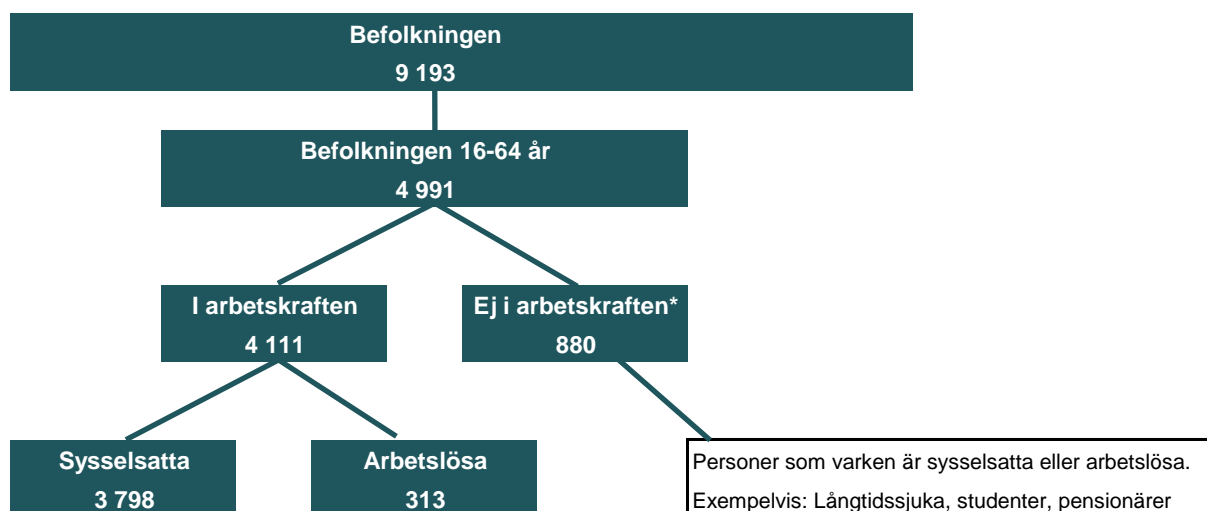 Befolkningen
9 193
Befolkningen 16-64 år
4 991
I arbetskraften
4 111
Ej i arbetskraften*
880
Sysselsatta
3 798
Arbetslösa
313
Personer som varken är sysselsatta eller arbetslösa.
Exempelvis: Långtidssjuka, studenter, pensionärer